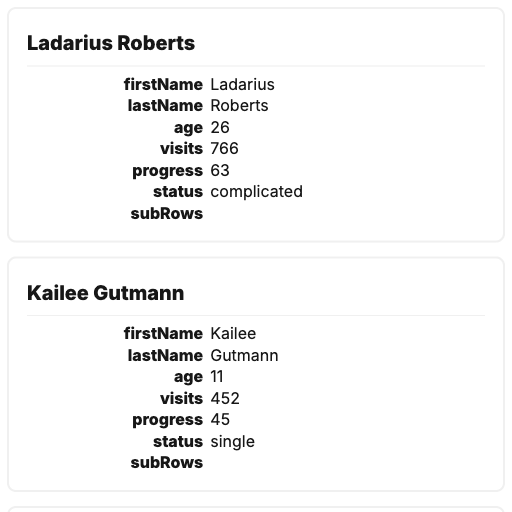 Ladarius Roberts
firstName Ladarius
lastName Roberts
age 26
visits 766
progress 63
status complicated
subRows
Kailee Gutmann
firstName Kailee
lastName Gutmann
age 11
visits 452
progress 45
status single
subRows